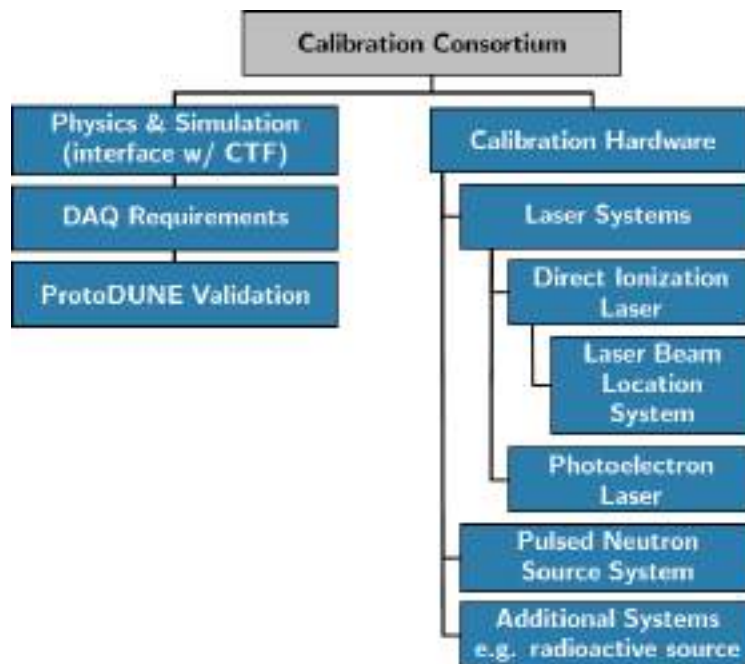 Calibration Consortium
Physics & Simulation
(interface w/ CTF)
DAQ Requirements
ProtoDUNE Validation
Calibration Hardware
Laser Systems
Direct Ionization
Laser
Laser Beam
Location
System
Photoelectron
Laser
Pulsed Neutron
Source System
Additional Systems
e.g. radioactive source